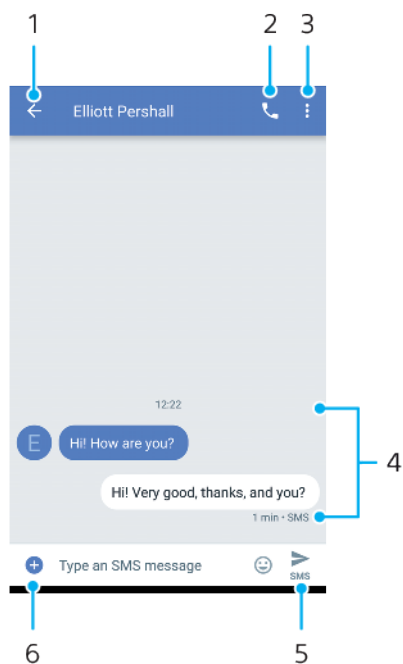 1 2 3
Elliott Pershall
12:22
E Hi! How are you?
Hi! Very good, thanks, and you?
4
1 min • SMS
Type an SMS message
SMS
6 5